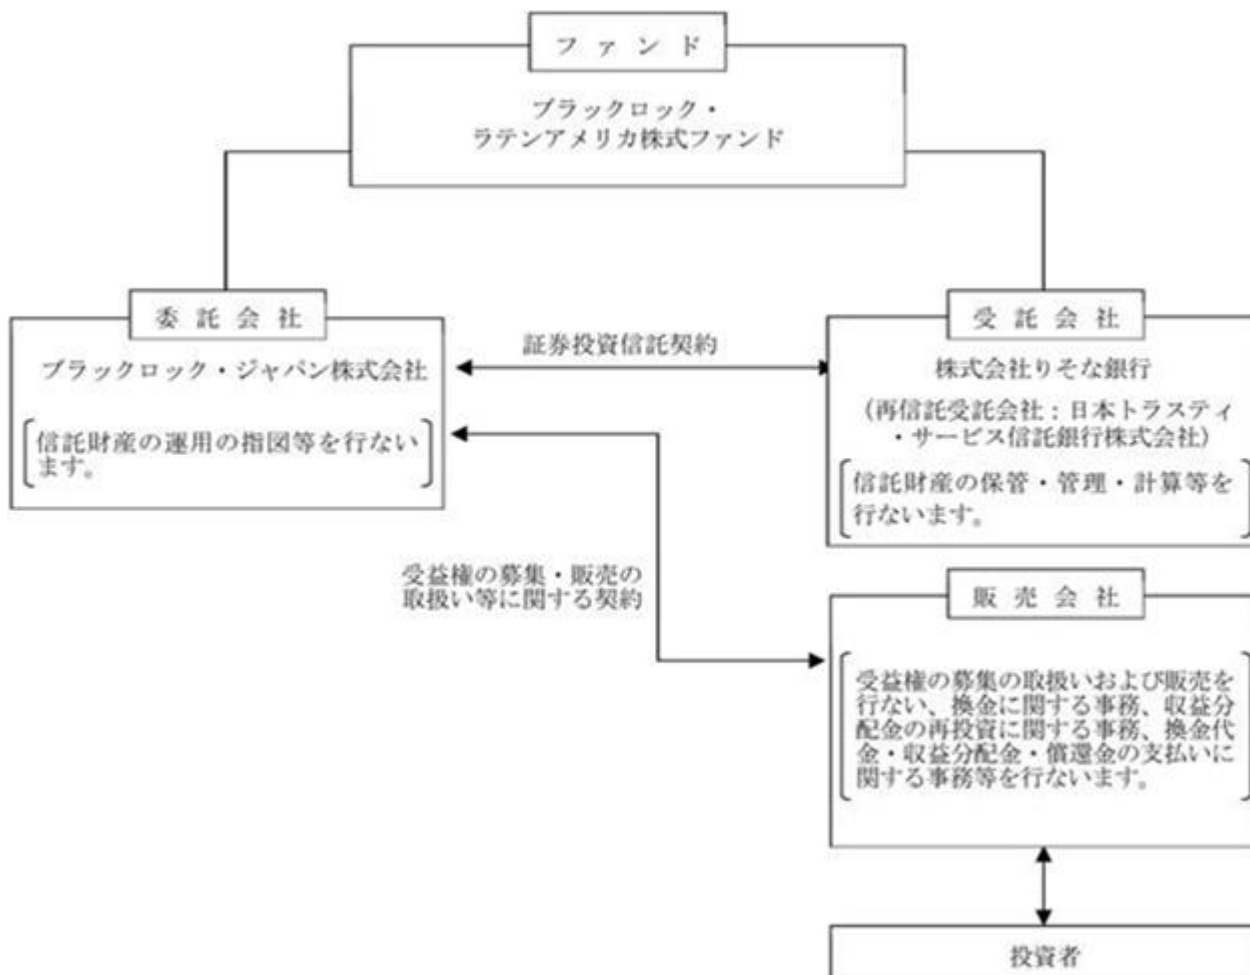 ファンド
ブラックロック・
ラテンアメリカ株式ファンド
委託会社
ブラックロック・ジャパン株式会社
信託財産の運用の指図等を行ない
ます。
証券投資信託契約
受託会社
株式会社りそな銀行
（再信託受託会社：日本トラスティ
・サービス信託銀行株式会社）
信託財産の保管・管理・計算等を
行ないます。
受益権の募集・販売の
取扱い等に関する契約
販売会社
受益権の募集の取扱いおよび販売を
行ない、換金に関する事務、収益分
配金の再投資に関する事務、換金代
金・収益分配金・償還金の支払いに
関する事務等を行ないます。
投資者